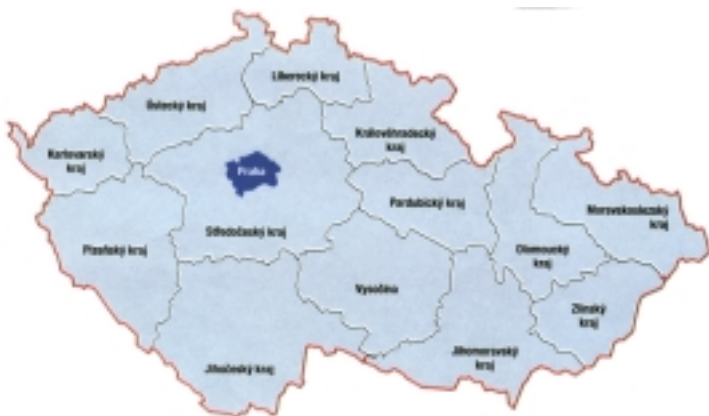 Liberecký kraj
Ústecký kraj
Královéhradecký
kraj
Karlovarský
kraj
Praha
Pardubický kraj
Moravskoslezský
kraj
Středočeský kraj
Plzeňský kraj
Olomoucký
kraj
Vysočina
Zlínský
kraj
Jihomoravský
kraj
Jihočeský kraj